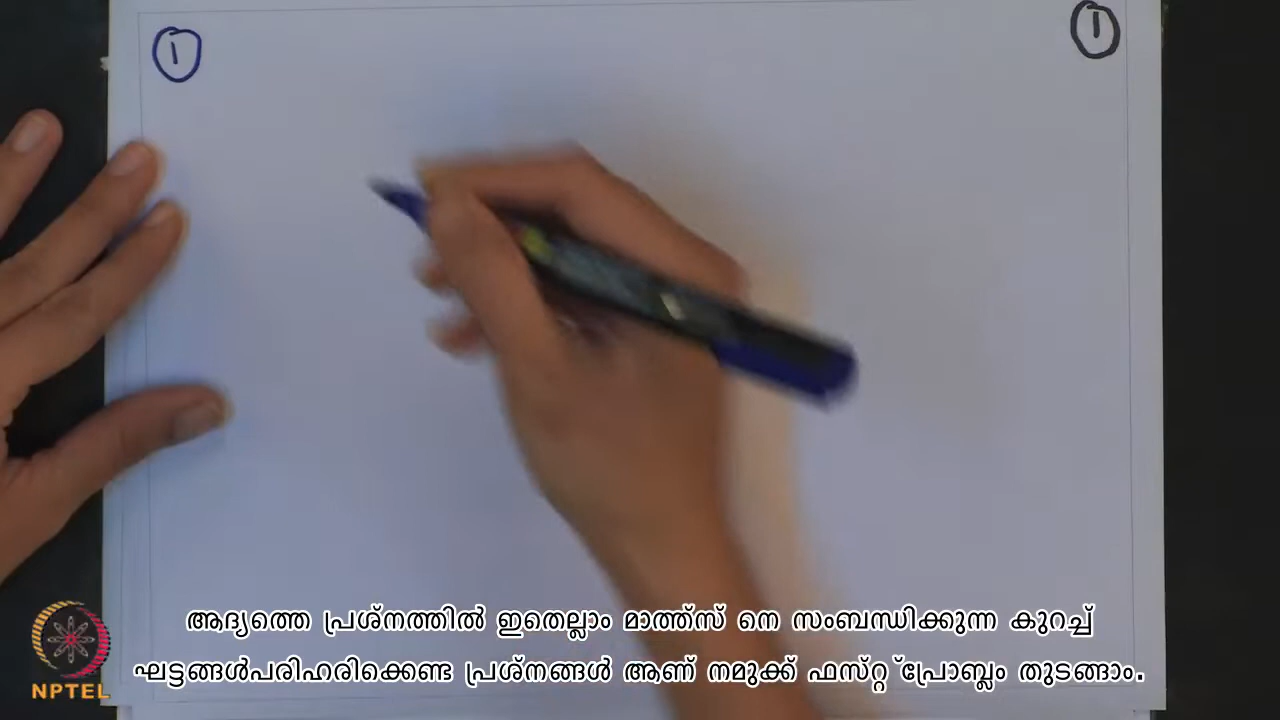 1 1
ആദ്യത്തെ പ്രശ്നത്തിൽ ഇതെല്ലാം മാത്ത്സ് നെ സംബന്ധിക്കുന്ന കുറച്ച്
ഘട്ടങ്ങൾപരിഹരിക്കെണ്ട പ്രശ്നങ്ങൾ ആണ് നമുക്ക് ഫസ്റ്റ് പ്രോബ്ലം തുടങ്ങാം.
NPTEL